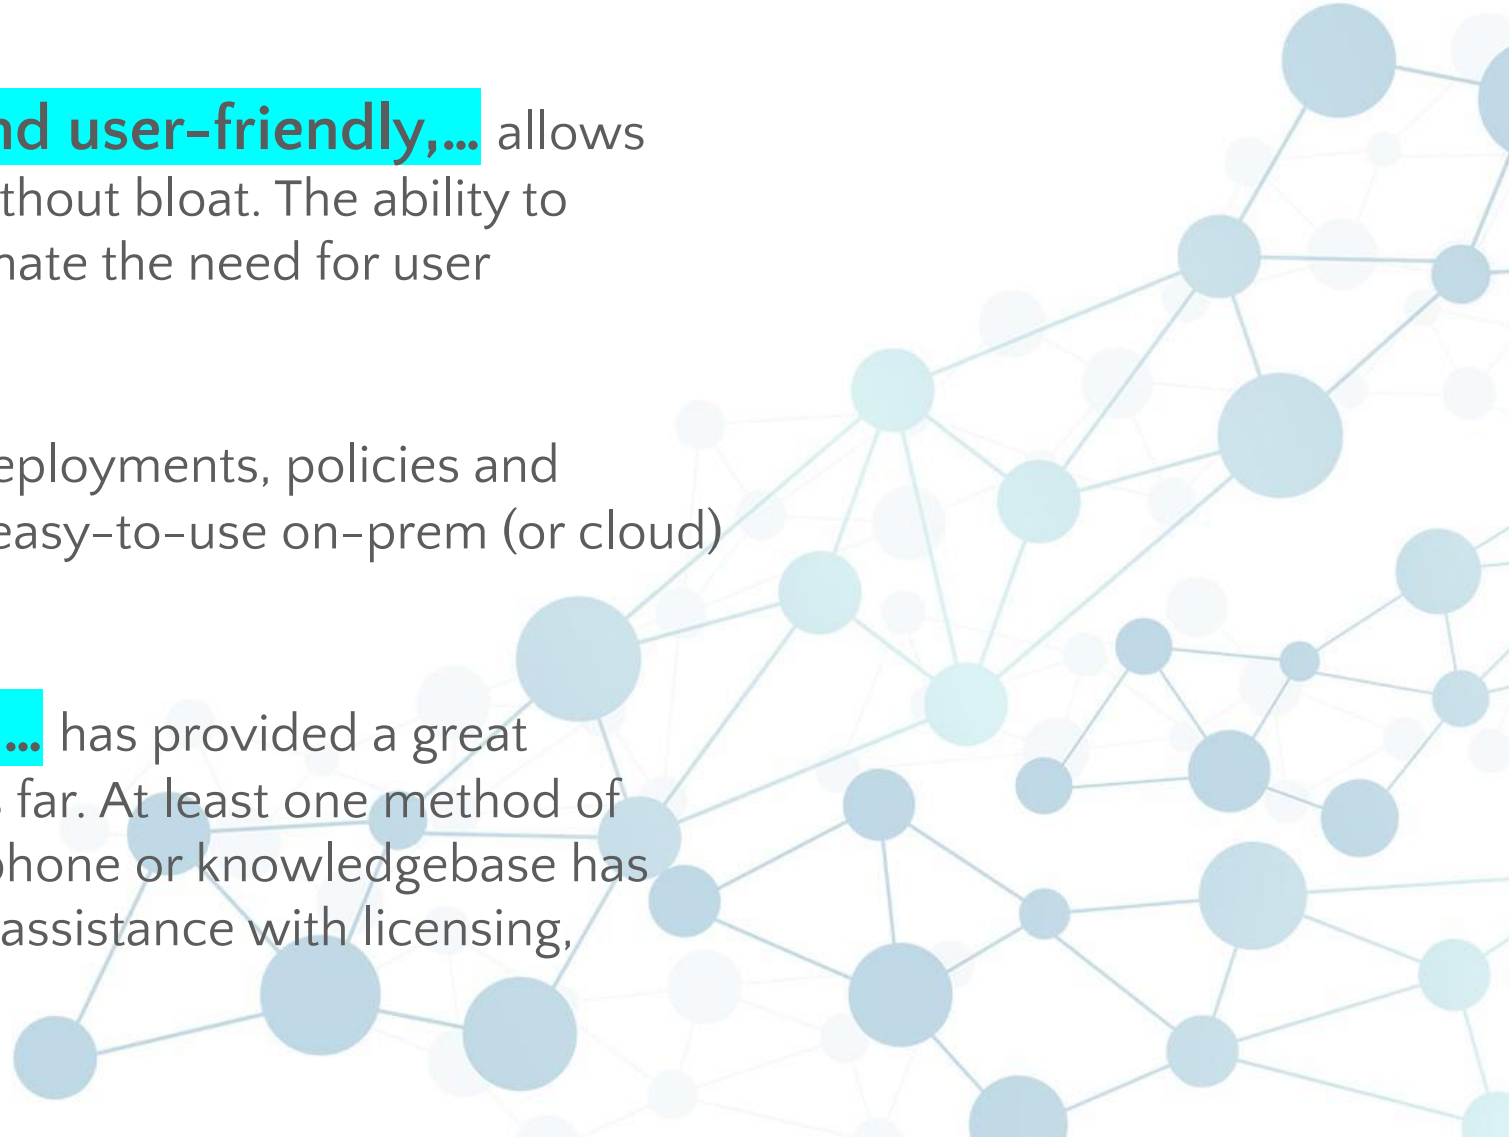 nd user-friendly,… allows
thout bloat. The ability to
nate the need for user
eployments, policies and
easy-to-use on-prem (or cloud)
… has provided a great
s far. At least one method of
phone or knowledgebase has
assistance with licensing,